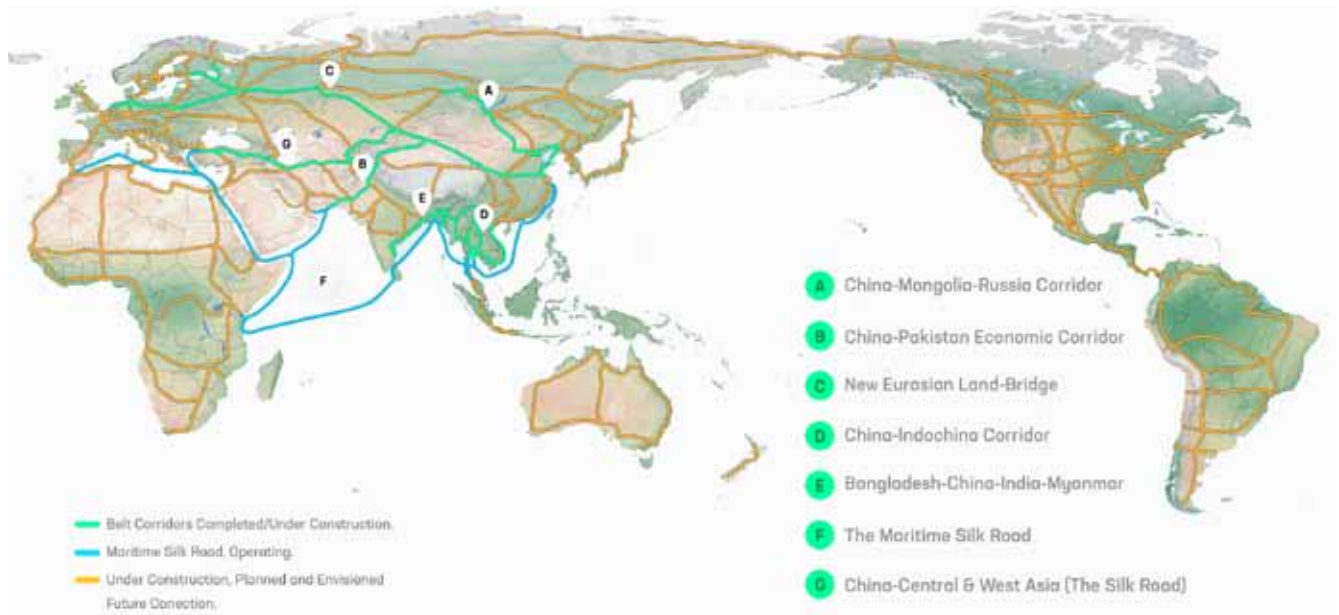 C
A
G
B
E
D
F
A China-Mongolia-Russia Corridor
B China-Pakistan Economic Corridor
C New Eurasian Land-Bridge
D China-Indochina Corridor
E Bangladesh-China-India-Myanmar
F The Maritime Silk Road
G China-Central & West Asia (The Silk Road)
Belt Corridors Completed/Under Construction.
Maritime Silk Road. Operating.
Under Construction, Planned and Envisioned
Future Conection.